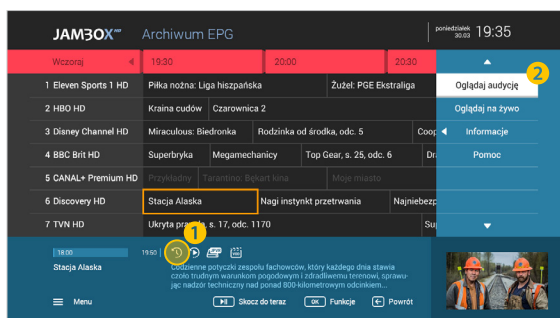 JAMBOX™ Archiwum EPG poniedziałek 30.03 19:35
Wczoraj 19:30 20:00 20:30
1 Eleven Sports 1 HD Piłka nożna: Liga hiszpańska Żużel: PGE Ekstraliga Oglądaj audycję 2
2 HBO HD Kraina cudów Czarownica 2 Oglądaj na żywo
3 Disney Channel HD Miraculous: Biedronka Rodzinka od środka, odc. 5 Coop Informacje
4 BBC Brit HD Superbryka Megamechanicy Top Gear, s. 25, odc. 6 Dr Pomoc
5 CANAL+ Premium HD Przykładny Tarantino: Bękart kina Moje miasto
6 Discovery HD Stacja Alaska Nagi instynkt przetrwania Najniebezp
7 TVN HD Ukryta prawda, s. 17, odc. 1170 Su
1
18:00 19:50
Stacja Alaska Codzienne potyczki zespołu fachowców, który każdego dnia stawia
czoło trudnym warunkom pogodowym i zdradliwemu terenowi, sprawu-
jąc nadzór techniczny nad ponad 800-kilometrowym odcinkiem...
Menu Skocz do teraz OK Funkcje Powrót